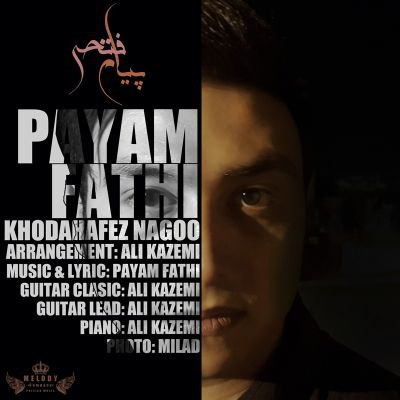 پیام فتحی
PAYAM
FATHI
KHODAHAFEZ NAGOO
ARRANGEMENT: ALI KAZEMI
MUSIC & LYRIC: PAYAM FATHI
GUITAR CLASIC: ALI KAZEMI
GUITAR LEAD: ALI KAZEMI
PIANO: ALI KAZEMI
PHOTO: MILAD
MELODY